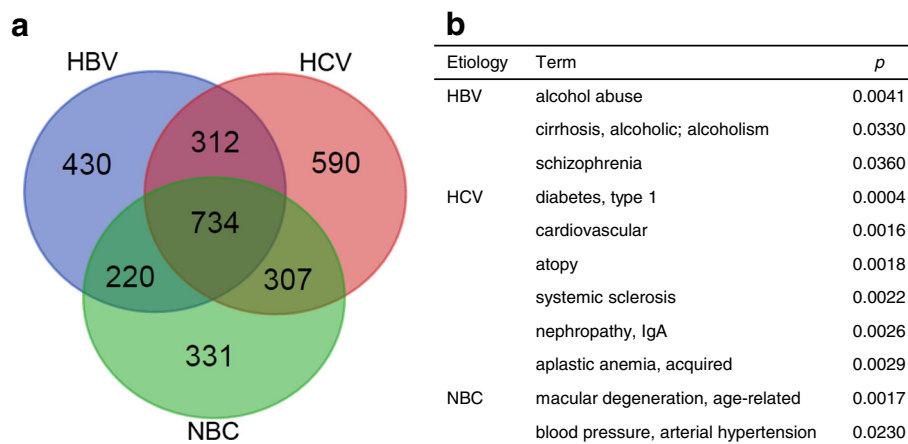 a
HBV
HCV
312
430
590
734
220
307
331
NBC
b
Etiology Term p
HBV alcohol abuse 0.0041
cirrhosis, alcoholic; alcoholism 0.0330
schizophrenia 0.0360
HCV diabetes, type 1 0.0004
cardiovascular 0.0016
atopy 0.0018
systemic sclerosis 0.0022
nephropathy, IgA 0.0026
aplastic anemia, acquired 0.0029
NBC macular degeneration, age-related 0.0017
blood pressure, arterial hypertension 0.0230